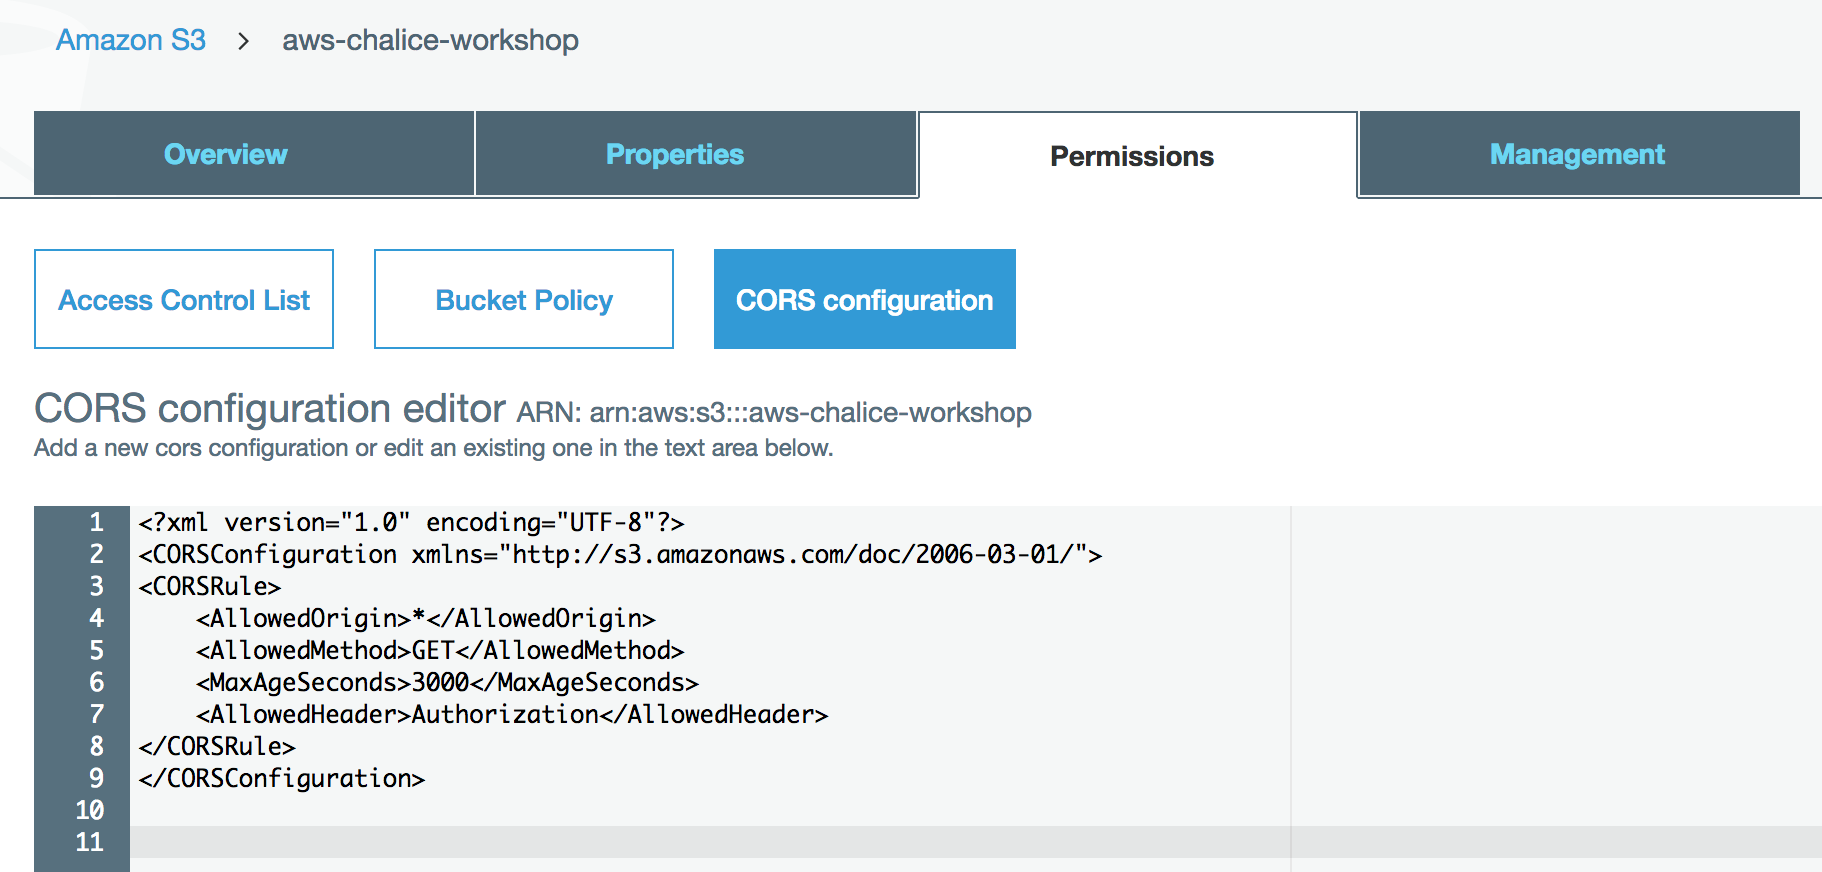 Amazon S3 > aws-chalice-workshop
Overview Properties Permissions Management
Access Control List Bucket Policy CORS configuration
CORS configuration editor ARN: arn:aws:s3:::aws-chalice-workshop
Add a new cors configuration or edit an existing one in the text area below.
1 <?xml version="1.0" encoding="UTF-8"?>
2 <CORSConfiguration xmlns="http://s3.amazonaws.com/doc/2006-03-01/">
3 <CORSRule>
4     <AllowedOrigin>*</AllowedOrigin>
5     <AllowedMethod>GET</AllowedMethod>
6     <MaxAgeSeconds>3000</MaxAgeSeconds>
7     <AllowedHeader>Authorization</AllowedHeader>
8 </CORSRule>
9 </CORSConfiguration>
10
11